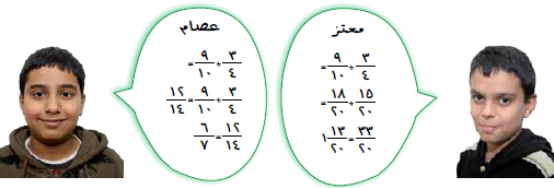 معتز
٣/٤ + ٩/١٠ =
١٥/٢٠ + ١٨/٢٠ =
٣٣/٢٠ = ١ ١٣/٢٠
عصام
٣/٤ + ٩/١٠ =
٣/٤ + ٩/١٠ = ١٢/١٤
١٢/١٤ = ٦/٧